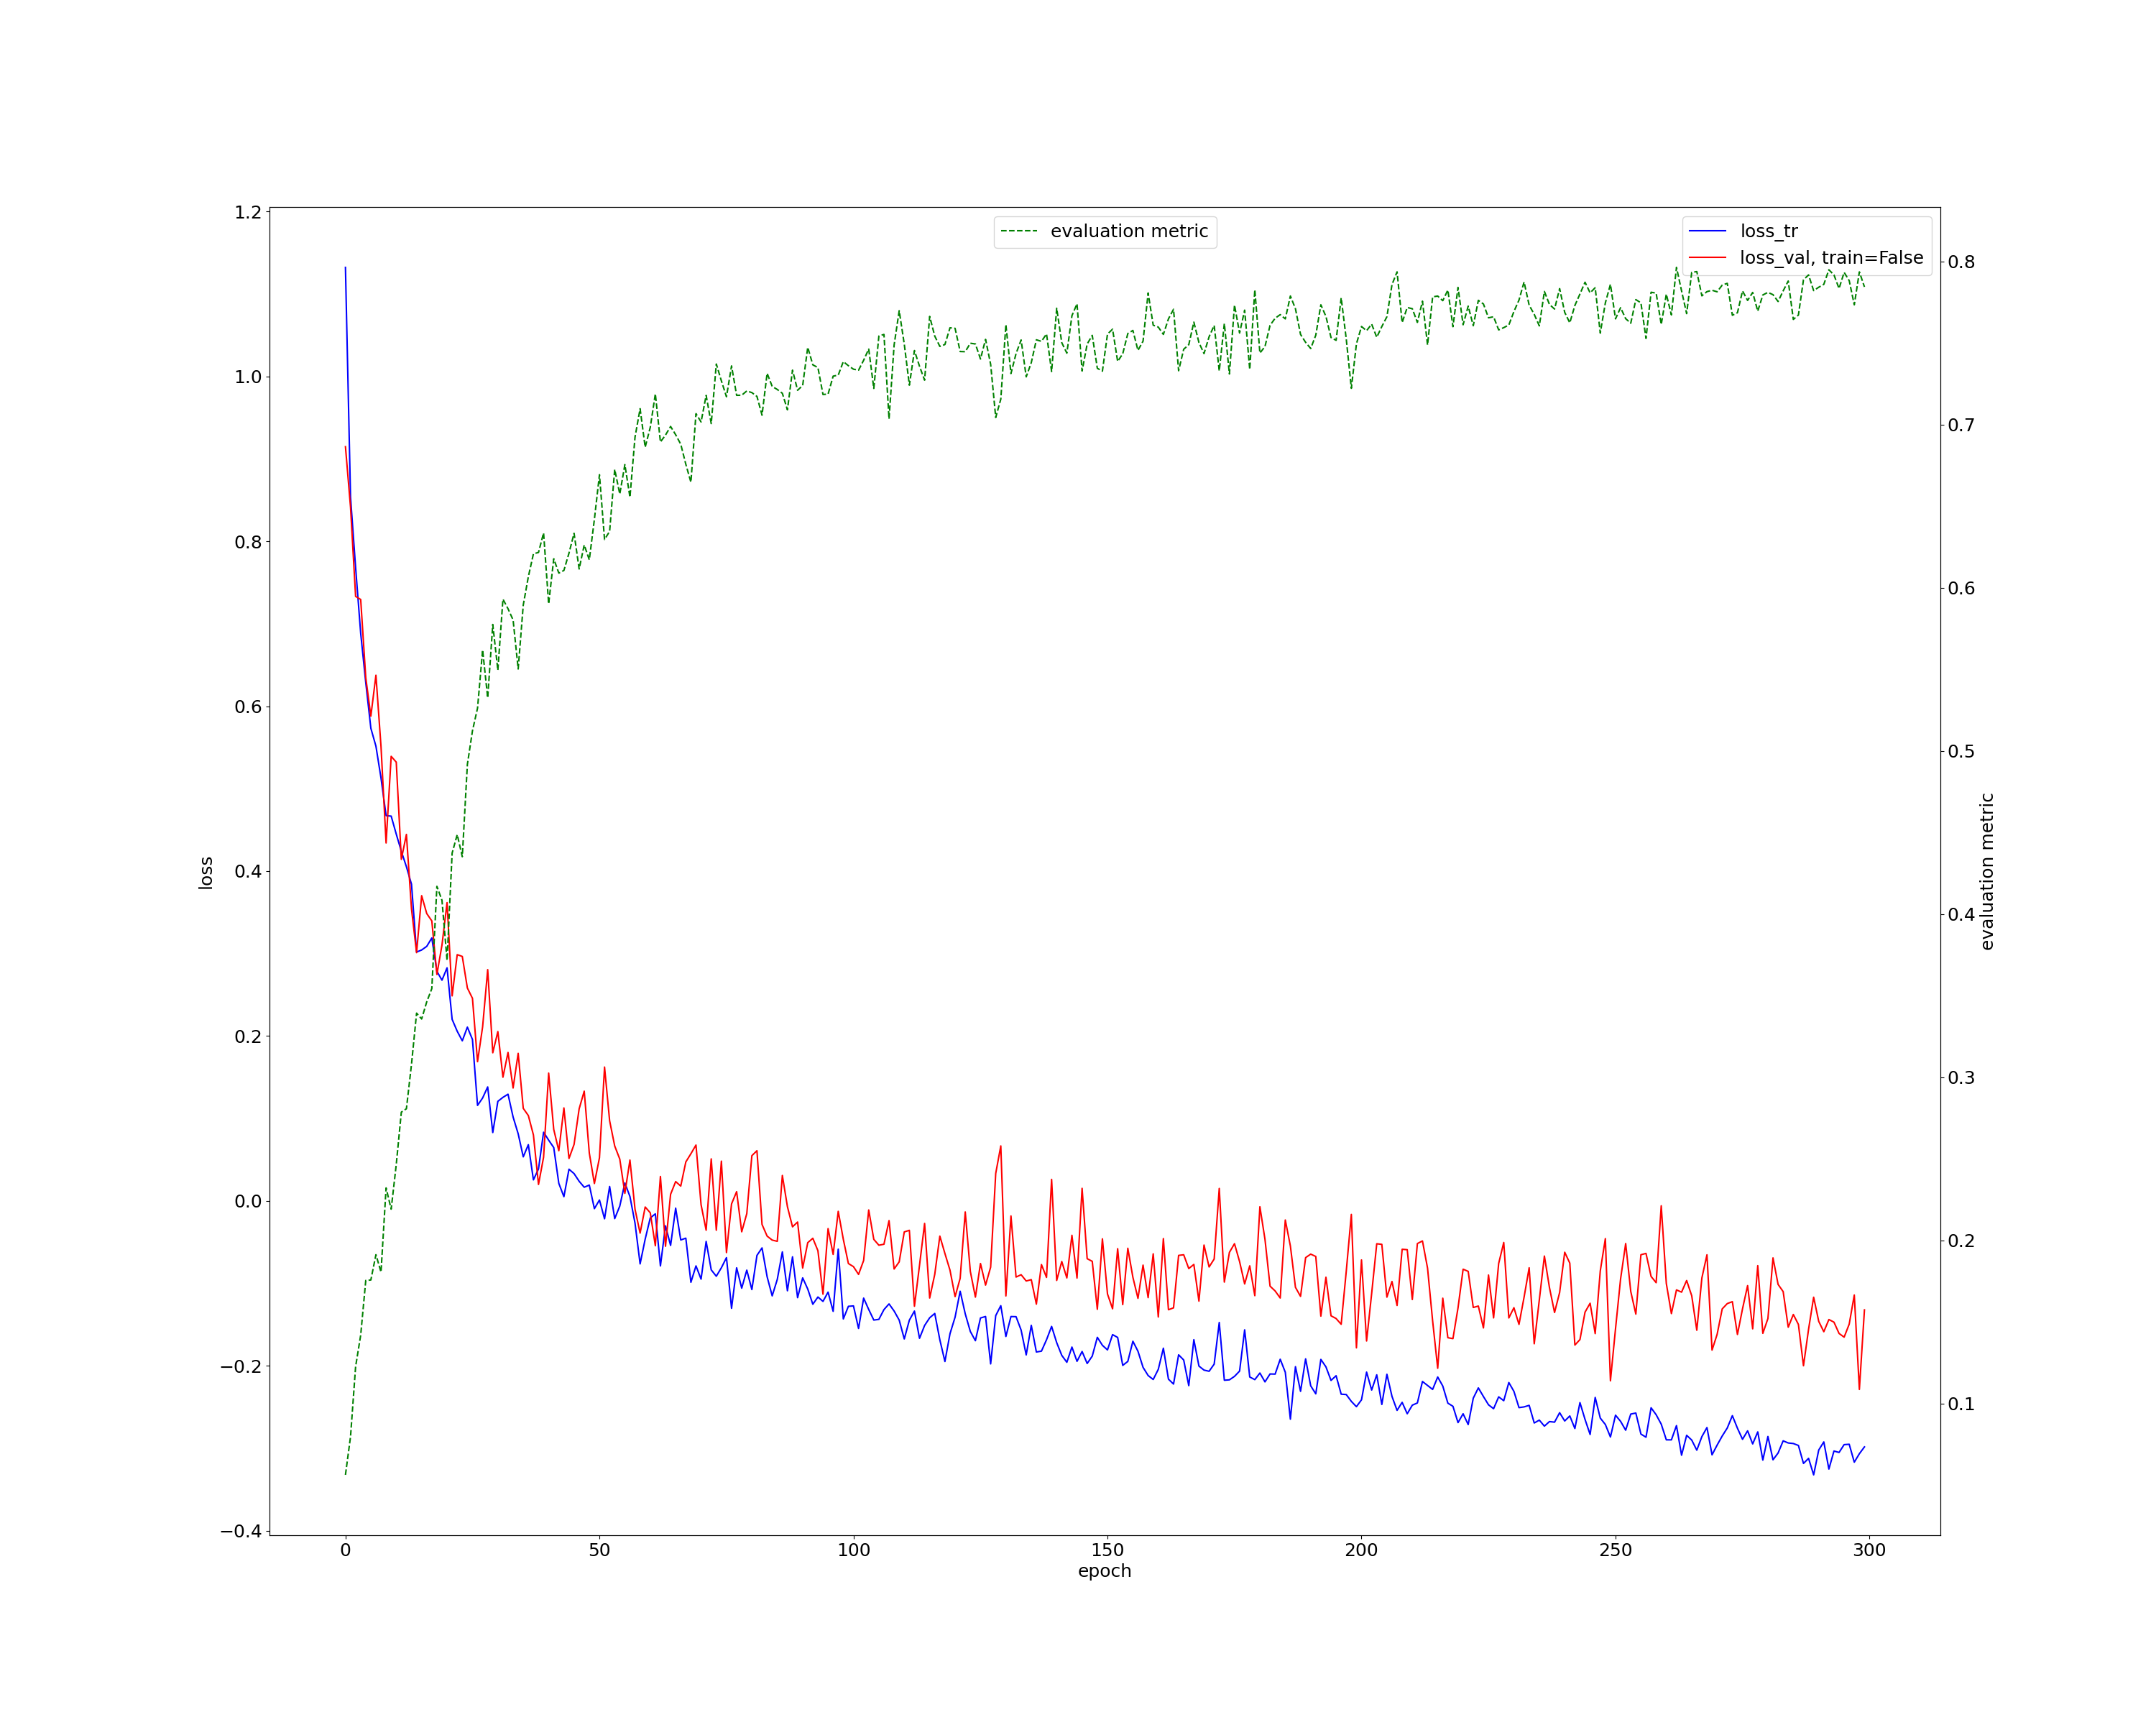 evaluation metric
loss_tr
loss_val, train=False
1.2
1.0
0.8
0.6
0.4
0.2
0.0
−0.2
−0.4
loss
0.8
0.7
0.6
0.5
0.4
0.3
0.2
0.1
evaluation metric
0 50 100 150 200 250 300
epoch